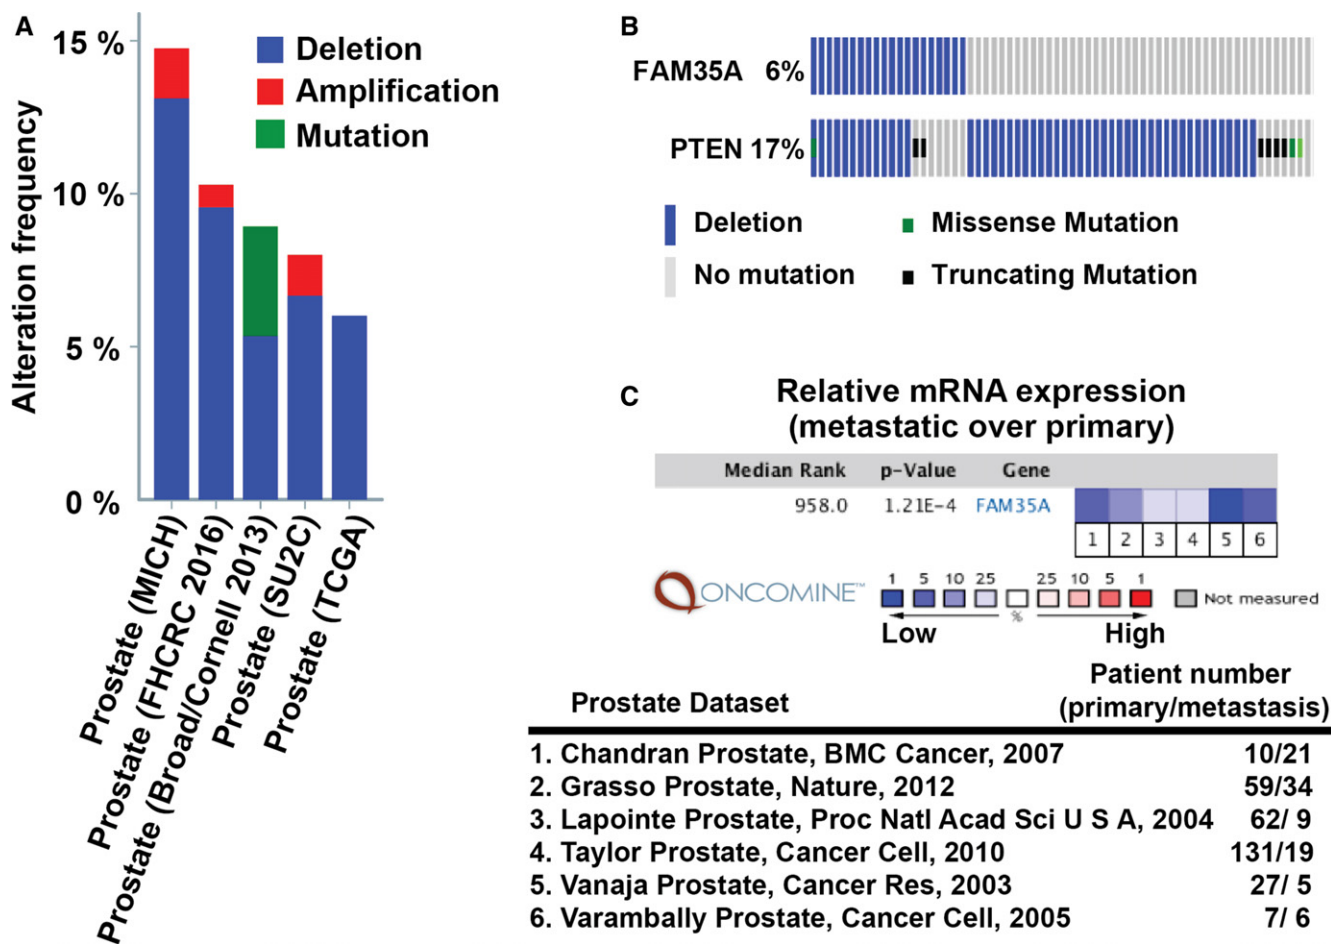 A
Alteration frequency
15 %
10 %
5 %
0 %
Deletion
Amplification
Mutation
Prostate (MICH)
Prostate (FHCRC 2016)
Prostate (Broad/Cornell 2013)
Prostate (SU2C)
Prostate (TCGA)
B
FAM35A 6%
PTEN 17%
Deletion
Missense Mutation
No mutation
Truncating Mutation
C
Relative mRNA expression
(metastatic over primary)
Median Rank p-Value Gene
958.0 1.21E-4 FAM35A
1 2 3 4 5 6
ONCOMINE™
1 5 10 25 25 10 5 1
%
Not measured
Low High
Prostate Dataset
Patient number
(primary/metastasis)
1. Chandran Prostate, BMC Cancer, 2007 10/21
2. Grasso Prostate, Nature, 2012 59/34
3. Lapointe Prostate, Proc Natl Acad Sci U S A, 2004 62/ 9
4. Taylor Prostate, Cancer Cell, 2010 131/19
5. Vanaja Prostate, Cancer Res, 2003 27/ 5
6. Varambally Prostate, Cancer Cell, 2005 7/ 6